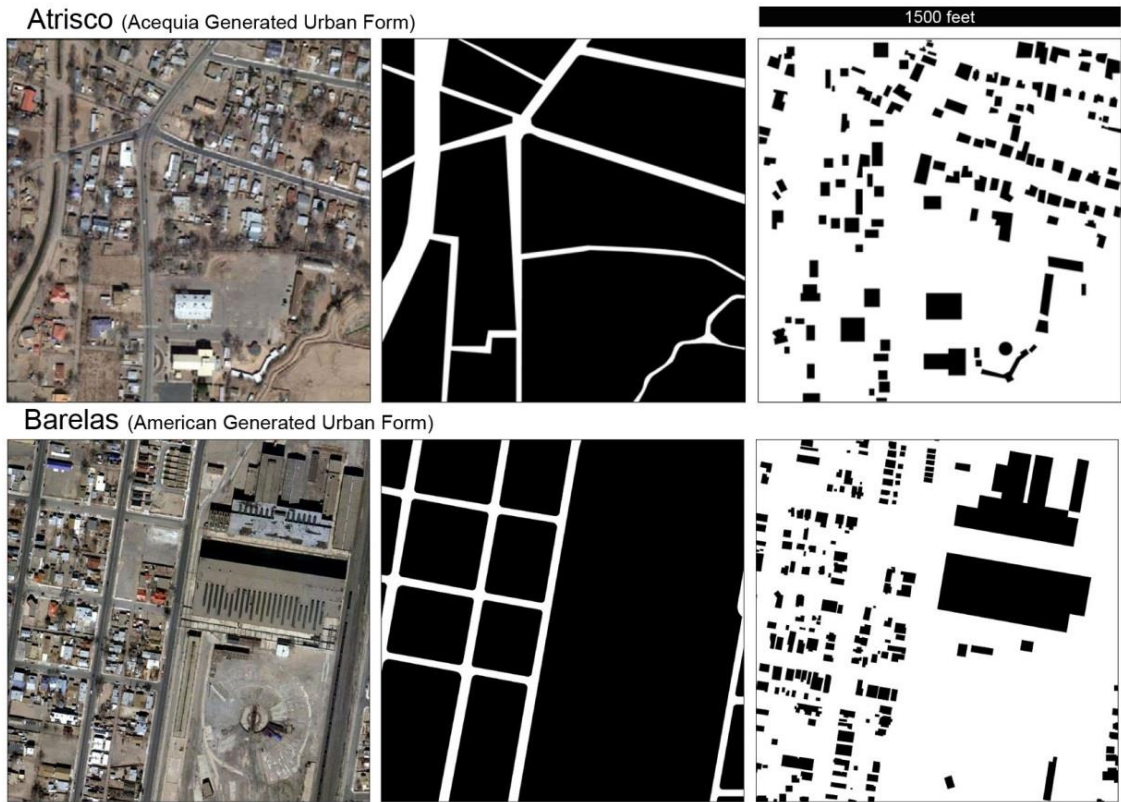 Atrisco (Acequia Generated Urban Form)
1500 feet
Barelas (American Generated Urban Form)